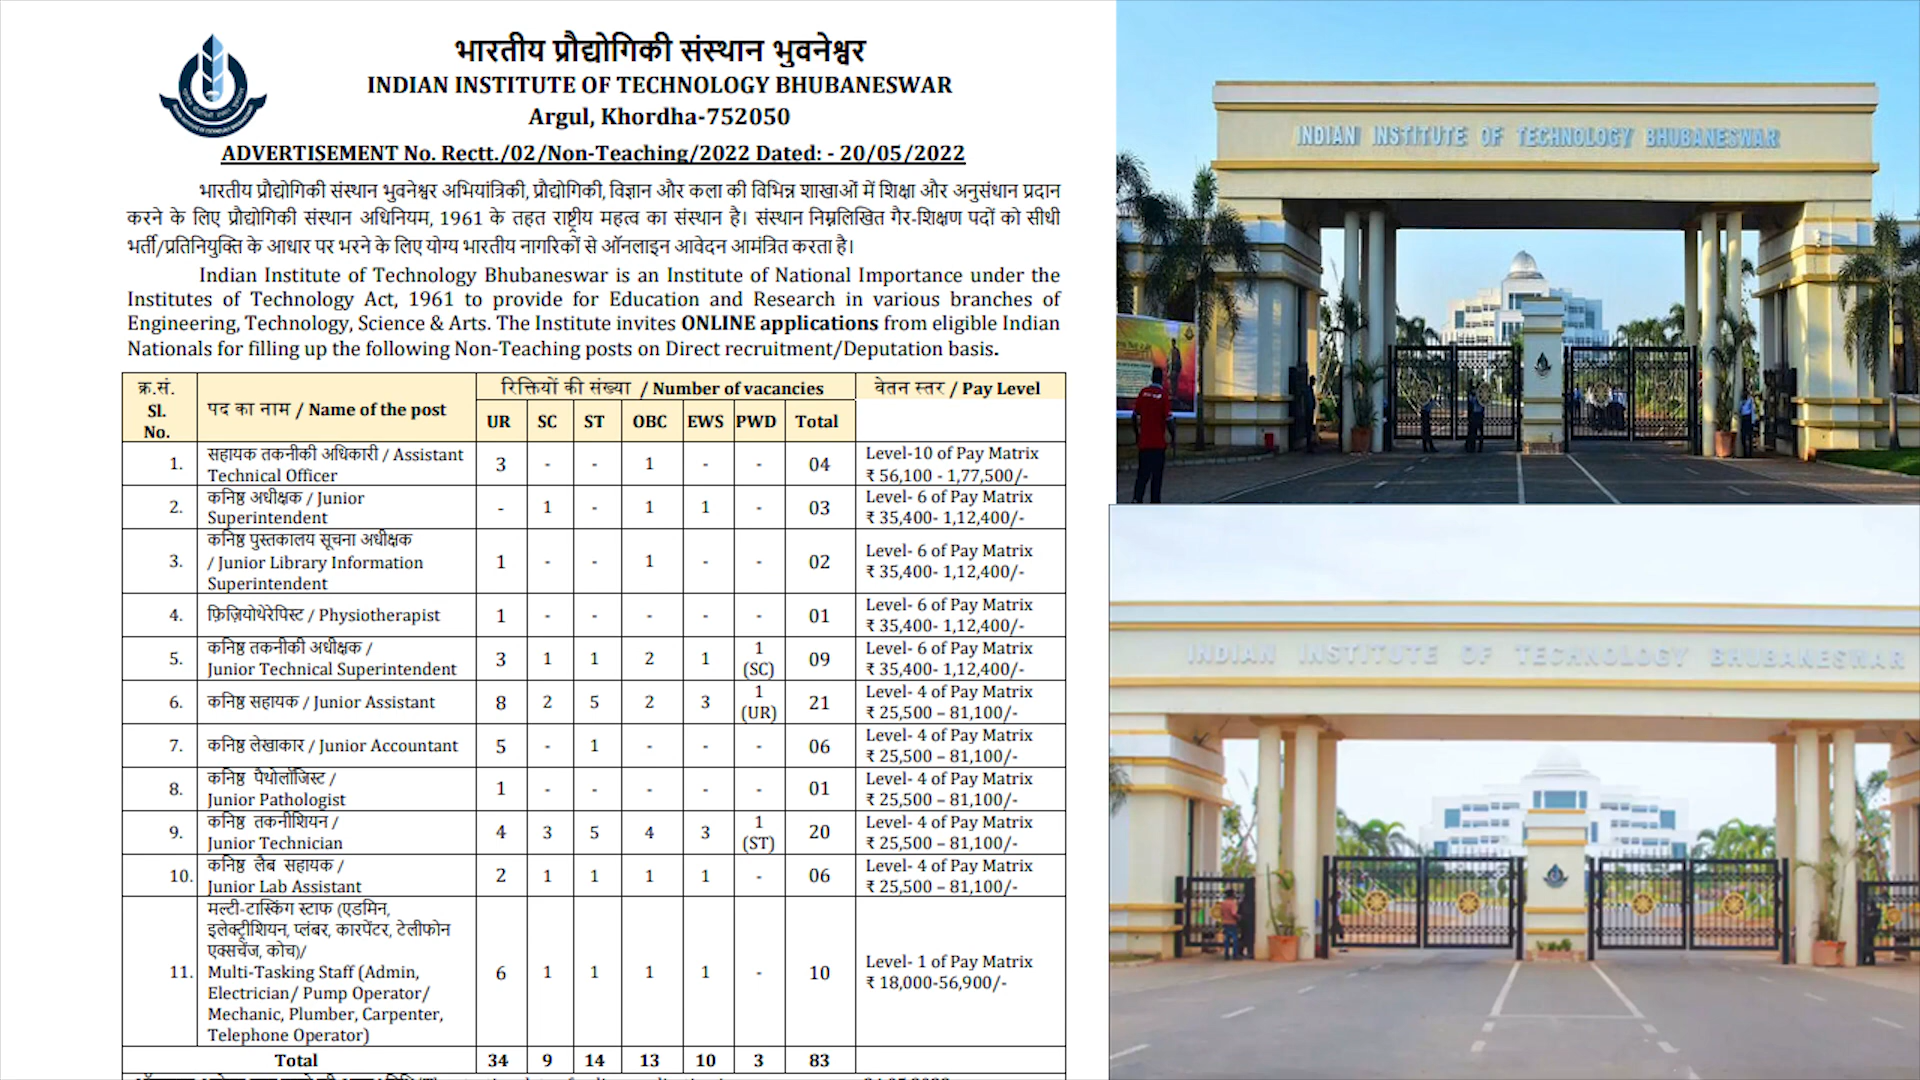 भारतीय प्रौद्योगिकी संस्थान भुवनेश्वर
INDIAN INSTITUTE OF TECHNOLOGY BHUBANESWAR
Argul, Khordha-752050
ADVERTISEMENT No. Rectt./02/Non-Teaching/2022 Dated: - 20/05/2022
भारतीय प्रौद्योगिकी संस्थान भुवनेश्वर अभियांत्रिकी, प्रौद्योगिकी, विज्ञान और कला की विभिन्न शाखाओं में शिक्षा और अनुसंधान प्रदान
करने के लिए प्रौद्योगिकी संस्थान अधिनियम, 1961 के तहत राष्ट्रीय महत्व का संस्थान है। संस्थान निम्नलिखित गैर-शिक्षण पदों को सीधी
भर्ती/प्रतिनियुक्ति के आधार पर भरने के लिए योग्य भारतीय नागरिकों से ऑनलाइन आवेदन आमंत्रित करता है।
Indian Institute of Technology Bhubaneswar is an Institute of National Importance under the
Institutes of Technology Act, 1961 to provide for Education and Research in various branches of
Engineering, Technology, Science & Arts. The Institute invites ONLINE applications from eligible Indian
Nationals for filling up the following Non-Teaching posts on Direct recruitment/Deputation basis.
क्र.सं. Sl. No. पद का नाम / Name of the post रिक्तियों की संख्या / Number of vacancies वेतन स्तर / Pay Level
UR SC ST OBC EWS PWD Total
1. सहायक तकनीकी अधिकारी / Assistant 3 - - 1 - - 04 Level-10 of Pay Matrix
Technical Officer ₹ 56,100 - 1,77,500/-
2. कनिष्ठ अधीक्षक / Junior - 1 - 1 1 - 03 Level- 6 of Pay Matrix
Superintendent ₹ 35,400- 1,12,400/-
कनिष्ठ पुस्तकालय सूचना अधीक्षक
3. / Junior Library Information 1 - - 1 - - 02 Level- 6 of Pay Matrix
Superintendent ₹ 35,400- 1,12,400/-
4. फ़िज़ियोथेरेपिस्ट / Physiotherapist 1 - - - - - 01 Level- 6 of Pay Matrix
₹ 35,400- 1,12,400/-
5. कनिष्ठ तकनीकी अधीक्षक / 3 1 1 2 1 1 09 Level- 6 of Pay Matrix
Junior Technical Superintendent (SC) ₹ 35,400- 1,12,400/-
6. कनिष्ठ सहायक / Junior Assistant 8 2 5 2 3 1 21 Level- 4 of Pay Matrix
(UR) ₹ 25,500 – 81,100/-
7. कनिष्ठ लेखाकार / Junior Accountant 5 - 1 - - - 06 Level- 4 of Pay Matrix
₹ 25,500 – 81,100/-
8. कनिष्ठ पैथोलॉजिस्ट / 1 - - - - - 01 Level- 4 of Pay Matrix
Junior Pathologist ₹ 25,500 – 81,100/-
9. कनिष्ठ तकनीशियन / 4 3 5 4 3 1 20 Level- 4 of Pay Matrix
Junior Technician (ST) ₹ 25,500 – 81,100/-
10. कनिष्ठ लैब सहायक / 2 1 1 1 1 - 06 Level- 4 of Pay Matrix
Junior Lab Assistant ₹ 25,500 – 81,100/-
मल्टी-टास्किंग स्टाफ (एडमिन,
इलेक्ट्रीशियन, प्लंबर, कारपेंटर, टेलीफोन
एक्सचेंज, कोच)/
11. Multi-Tasking Staff (Admin, 6 1 1 1 1 - 10 Level- 1 of Pay Matrix
Electrician/ Pump Operator/ ₹ 18,000-56,900/-
Mechanic, Plumber, Carpenter,
Telephone Operator)
Total 34 9 14 13 10 3 83
INDIAN INSTITUTE OF TECHNOLOGY BHUBANESWAR
INDIAN INSTITUTE OF TECHNOLOGY BHUBANESWAR